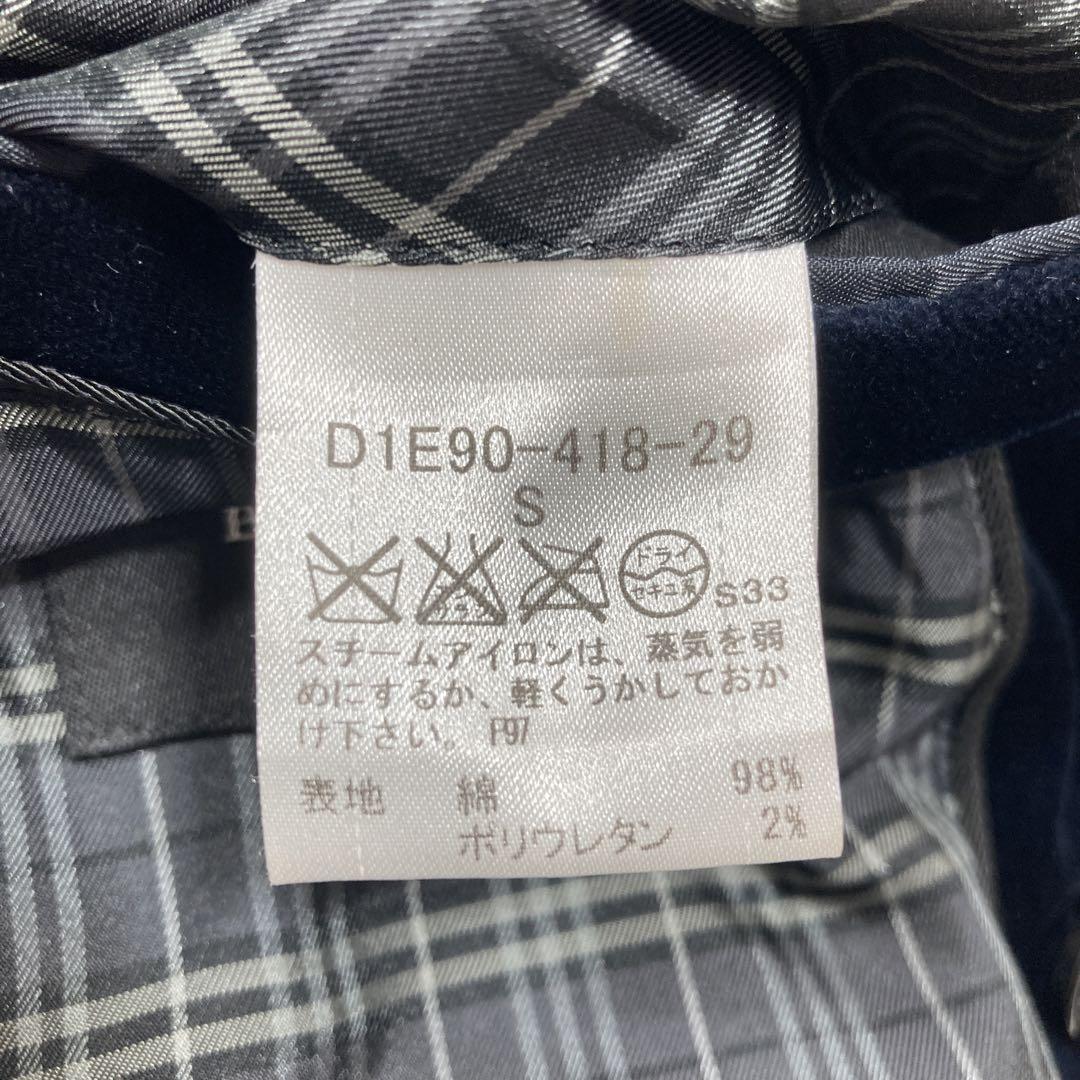 D1E90-418-29
S
ドライ
セキユ系
S33
スチームアイロンは、蒸気を弱
めにするか、軽くうかしておか
け下さい。 P97
表地 綿 98%
ポリウレタン 2%